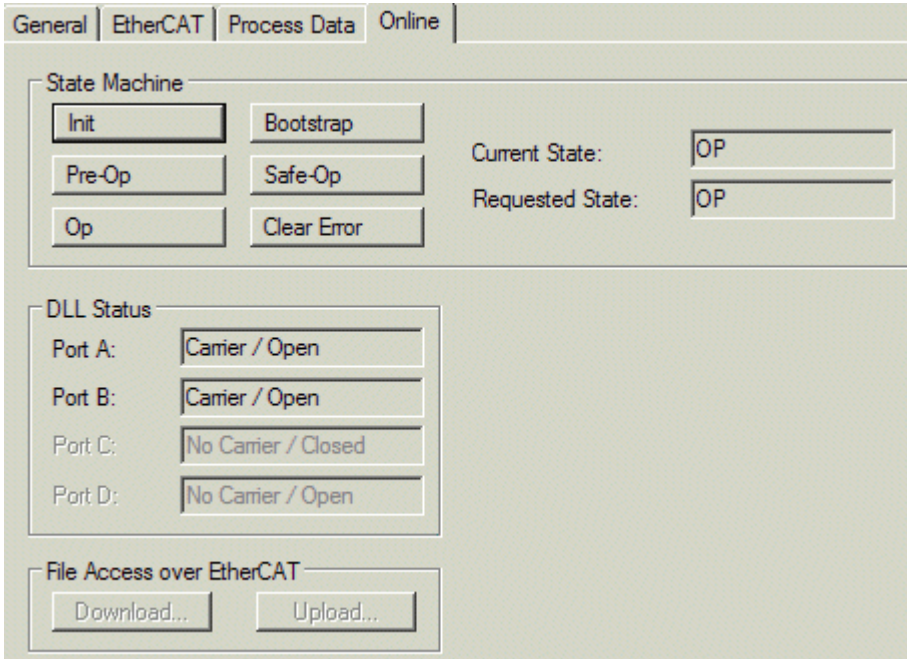 General EtherCAT Process Data Online
State Machine
Init Bootstrap
Current State: OP
Pre-Op Safe-Op
Requested State: OP
Op Clear Error
DLL Status
Port A: Carrier / Open
Port B: Carrier / Open
Port C: No Carrier / Closed
Port D: No Carrier / Open
File Access over EtherCAT
Download... Upload...